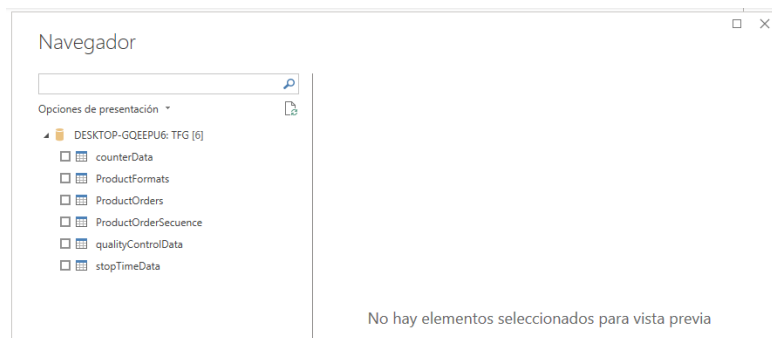 Navegador
Opciones de presentación
DESKTOP-GQEEPU6: TFG [6]
counterData
ProductFormats
ProductOrders
ProductOrderSecuence
qualityControlData
stopTimeData
No hay elementos seleccionados para vista previa